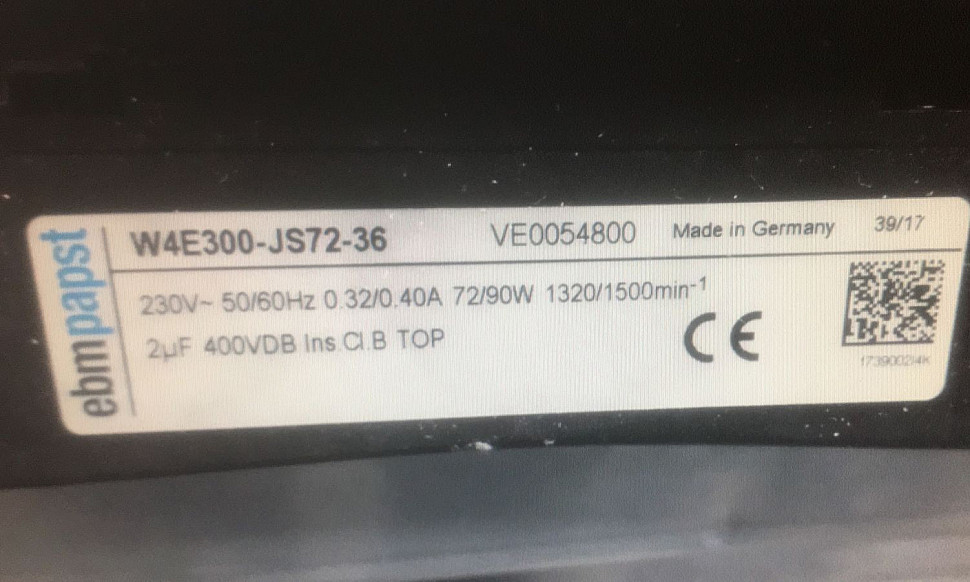 ebmpapst
W4E300-JS72-36 VE0054800 Made in Germany 39/17
230V~ 50/60Hz 0.32/0.40A 72/90W 1320/1500min-1
2µF 400VDB Ins.Cl.B TOP
CE